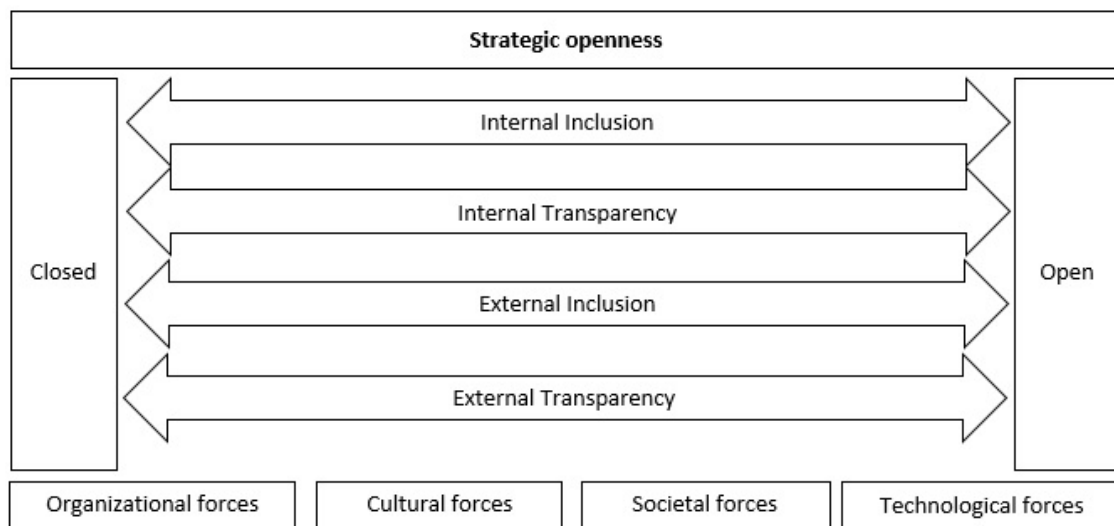 Strategic openness
Internal Inclusion
Internal Transparency
Closed
Open
External Inclusion
External Transparency
Organizational forces
Cultural forces
Societal forces
Technological forces